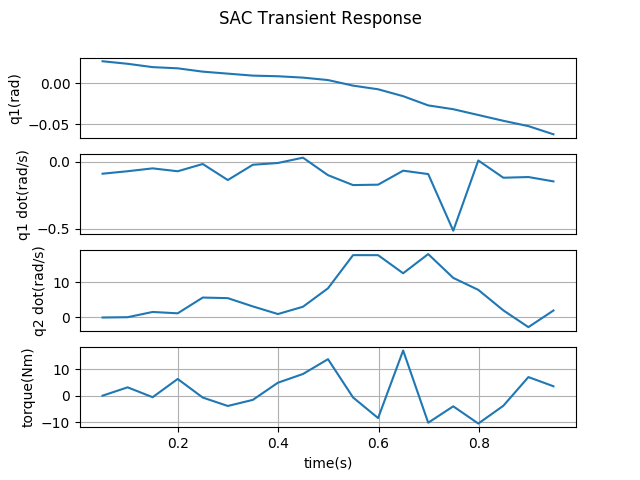 SAC Transient Response
q1(rad)
0.00
−0.05
q1 dot(rad/s)
0.0
−0.5
q2 dot(rad/s)
10
0
torque(Nm)
10
0
−10
0.2 0.4 0.6 0.8
time(s)